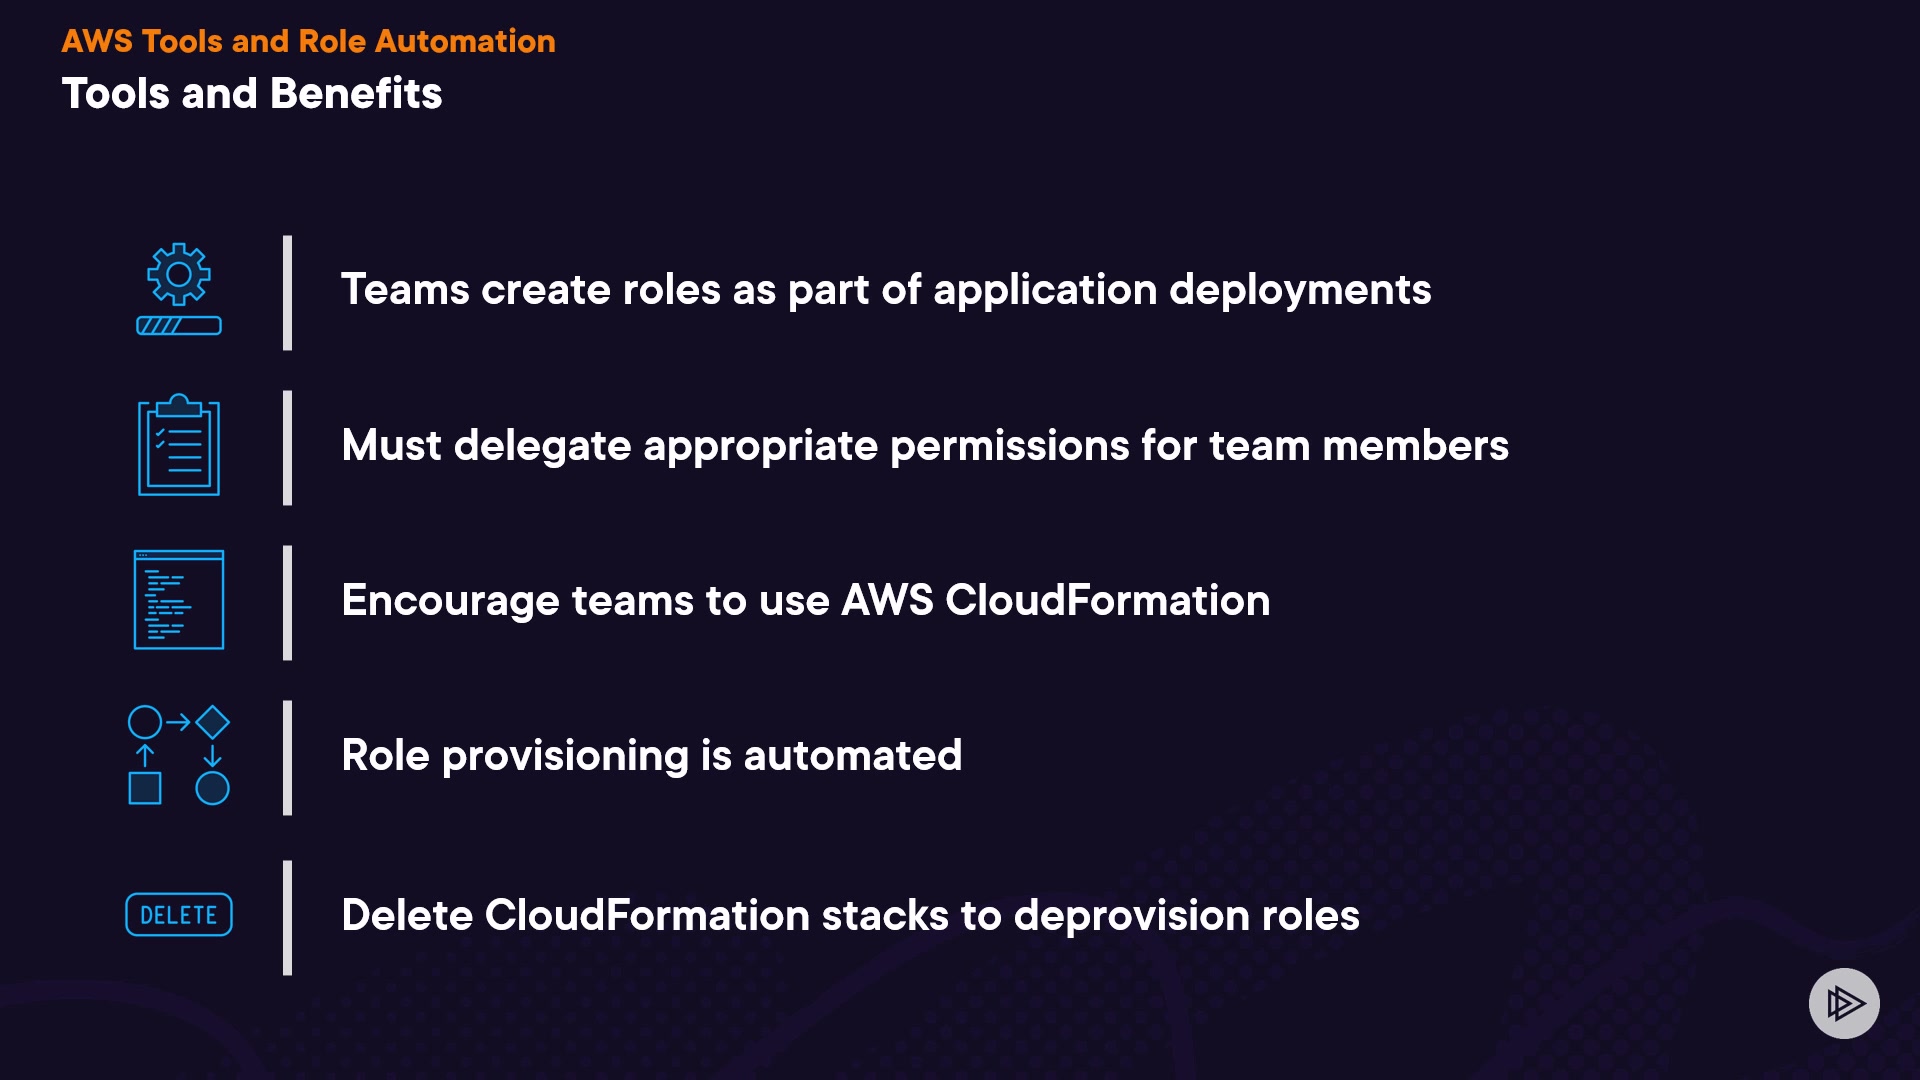 AWS Tools and Role Automation
Tools and Benefits
Teams create roles as part of application deployments
Must delegate appropriate permissions for team members
Encourage teams to use AWS CloudFormation
Role provisioning is automated
DELETE
Delete CloudFormation stacks to deprovision roles